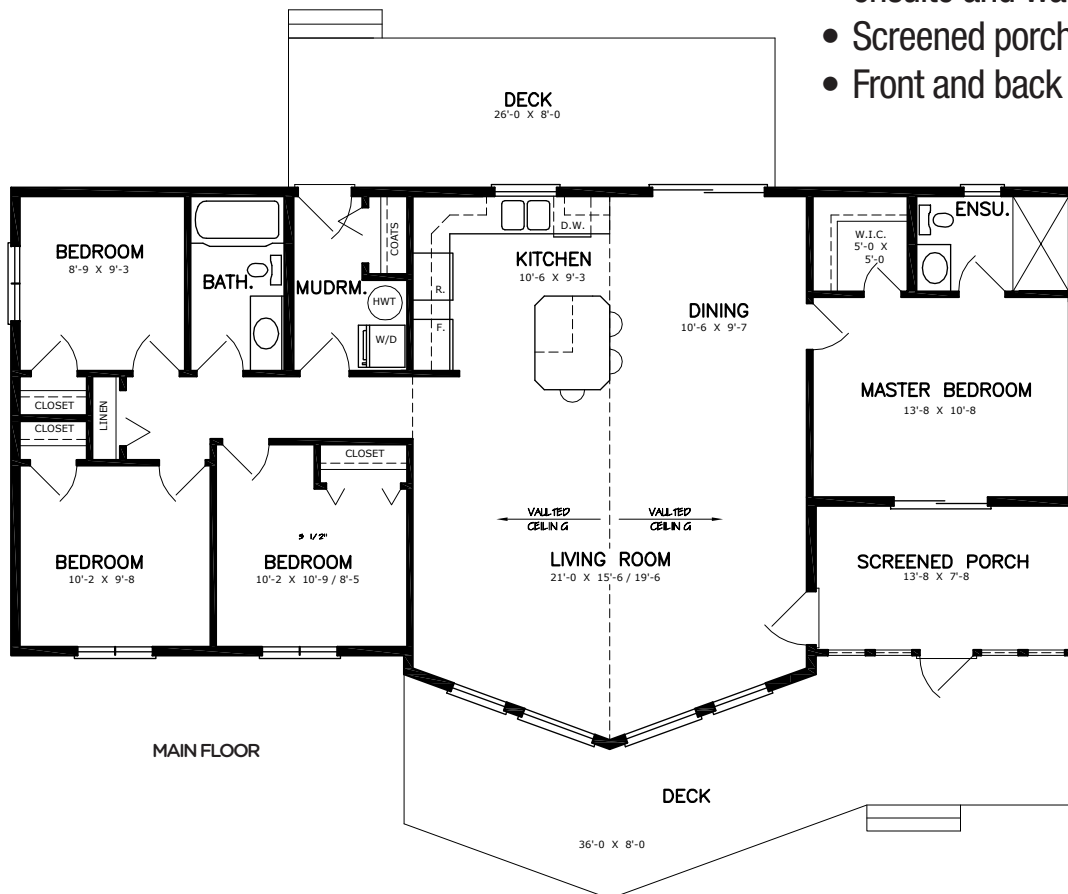 ensuite and wa
• Screened porch
• Front and back
DECK
26'-0 X 8'-0
BEDROOM
8'-9 X 9'-3
BATH.
MUDRM.
COATS
HWT
W/D
R.
F.
D.W.
KITCHEN
10'-6 X 9'-3
DINING
10'-6 X 9'-7
W.I.C.
5'-0 X
5'-0
ENSU.
MASTER BEDROOM
13'-8 X 10'-8
CLOSET
CLOSET
LINEN
CLOSET
BEDROOM
10'-2 X 9'-8
BEDROOM
10'-2 X 10'-9 / 8'-5
VAULTED
CEILING
VAULTED
CEILING
LIVING ROOM
21'-0 X 15'-6 / 19'-6
SCREENED PORCH
13'-8 X 7'-8
MAIN FLOOR
DECK
36'-0 X 8'-0